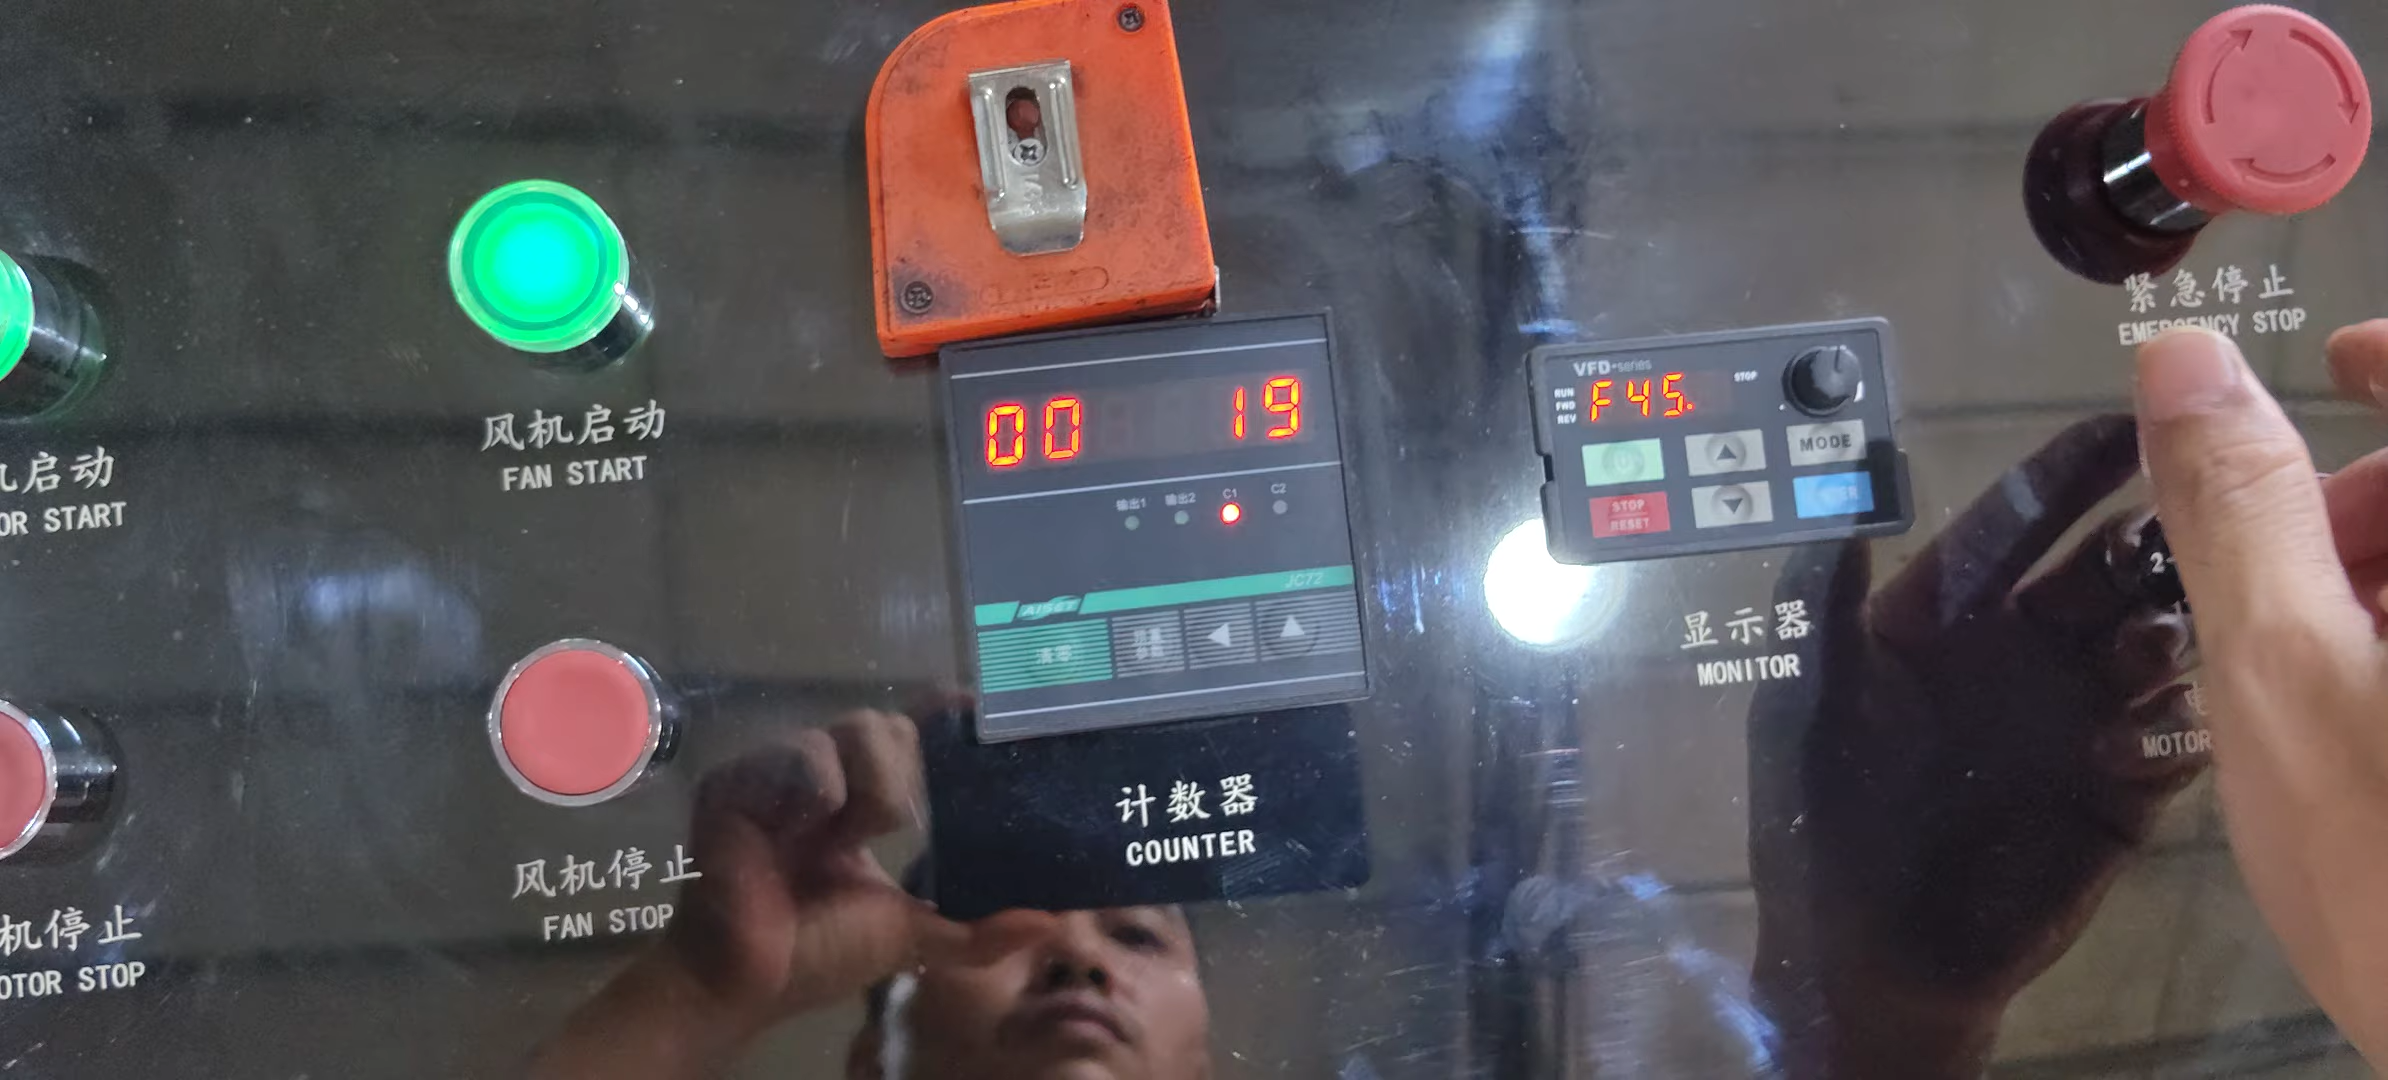 风机启动
FAN START
机启动
OR START
风机停止
FAN STOP
机停止
OTOR STOP
00 19
输出1 输出2 C1 C2
JC72
AISET
清零
计数器
COUNTER
VFD series
RUN
FWD
REV
STOP
F45.
MODE
STOP
RESET
显示器
MONITOR
紧急停止
EMERGENCY STOP
2
MOTOR